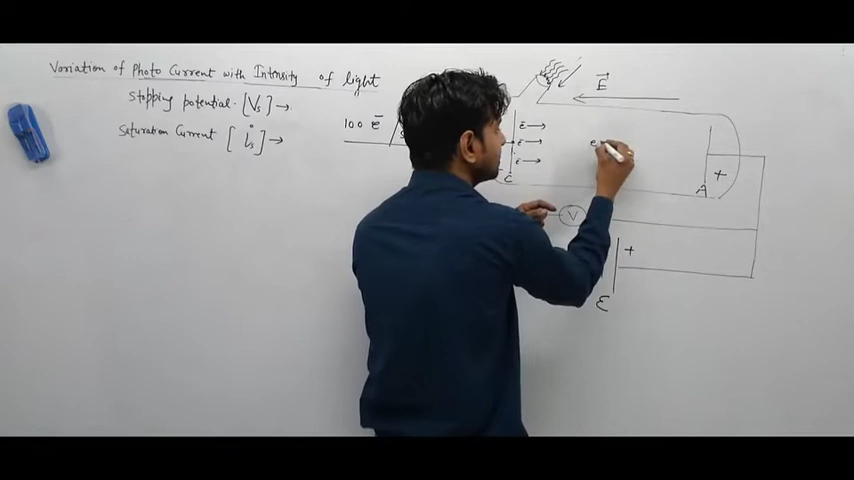 Variation of Photo Current with Intensity of light
Stopping potential. [Vs] →
Saturation Current [is] →
100 e̅
E⃗
e̅ →
e̅ →
e̅ →
C
e
A
+
V
+
ε